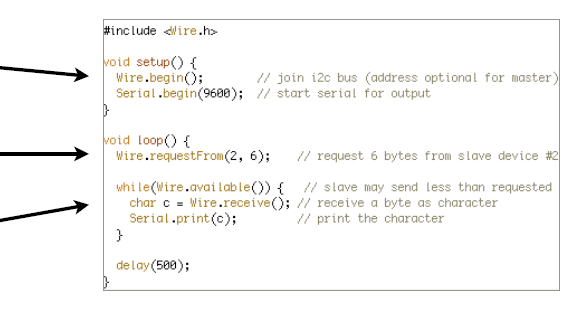 #include <Wire.h>
void setup() {
Wire.begin(); // join i2c bus (address optional for master)
Serial.begin(9600); // start serial for output
}
void loop() {
Wire.requestFrom(2, 6); // request 6 bytes from slave device #2
while(Wire.available()) { // slave may send less than requested
char c = Wire.receive(); // receive a byte as character
Serial.print(c); // print the character
}
delay(500);
}